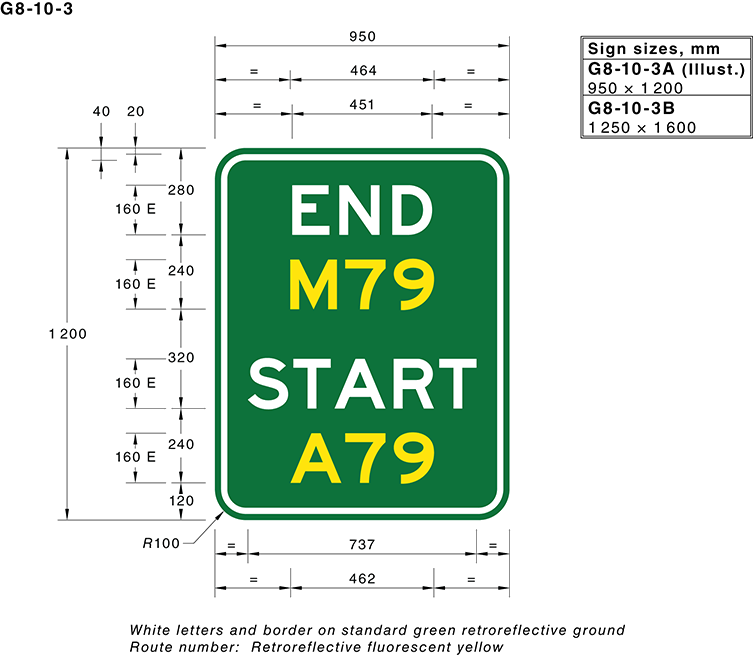 G8-10-3
950
Sign sizes, mm
G8-10-3A (Illust.)
950 × 1 200
G8-10-3B
1 250 × 1 600
= 464 =
= 451 =
40 20
280
160 E
END
240
160 E
M79
1 200
320
160 E
START
240
160 E
A79
120
R100
= 737 =
= 462 =
White letters and border on standard green retroreflective ground
Route number: Retroreflective fluorescent yellow